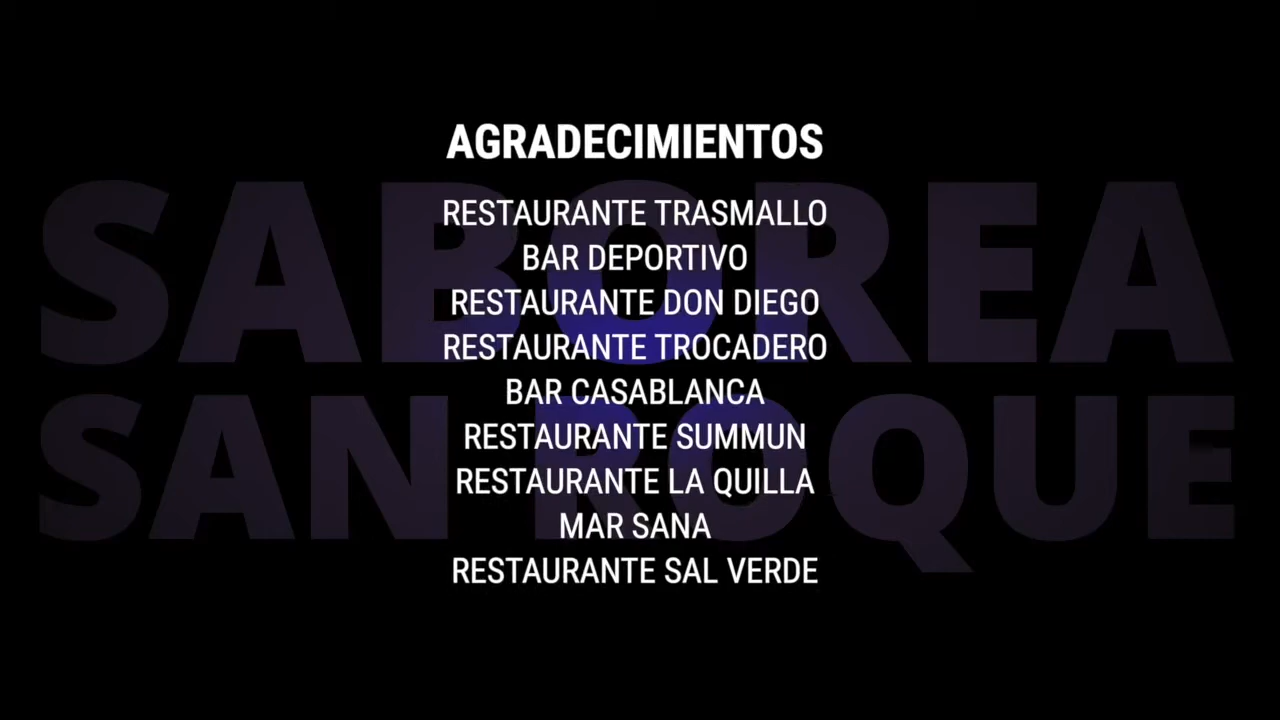 AGRADECIMIENTOS
RESTAURANTE TRASMALLO
BAR DEPORTIVO
RESTAURANTE DON DIEGO
RESTAURANTE TROCADERO
BAR CASABLANCA
RESTAURANTE SUMMUN
RESTAURANTE LA QUILLA
MAR SANA
RESTAURANTE SAL VERDE
SABOREA
SAN ROQUE